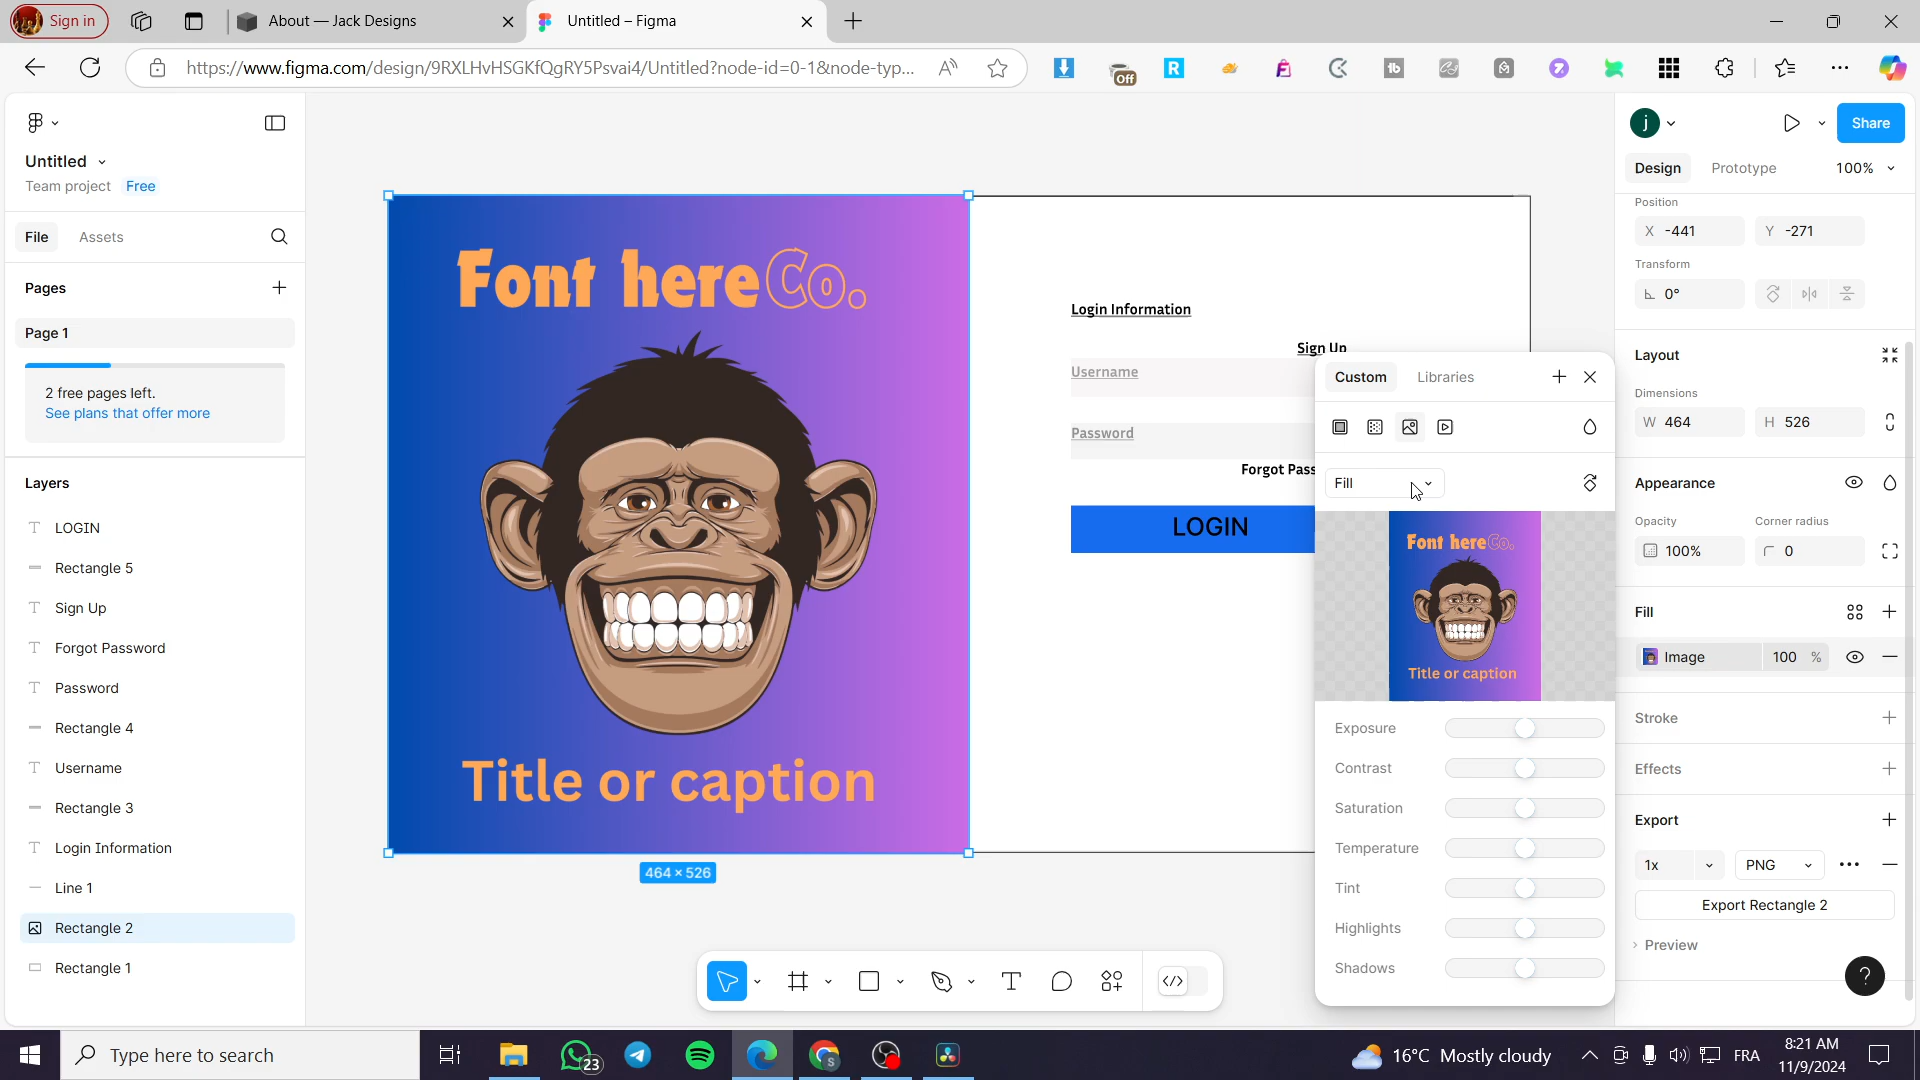 Sign in
About — Jack Designs
Untitled – Figma
https://www.figma.com/design/9RXLHvHSGKfQgRY5Psvai4/Untitled?node-id=0-1&node-typ...
Off
Untitled
Team project Free
File Assets
Pages
Page 1
2 free pages left.
See plans that offer more
Layers
LOGIN
Rectangle 5
Sign Up
Forgot Password
Password
Rectangle 4
Username
Rectangle 3
Login Information
Line 1
Rectangle 2
Rectangle 1
Font here Co.
Title or caption
464 × 526
Login Information
Sign Up
Username
Password
Forgot Pass
LOGIN
Custom Libraries
Fill
Font here Co.
Title or caption
Exposure
Contrast
Saturation
Temperature
Tint
Highlights
Shadows
j
Share
Design Prototype 100%
Position
X -441 Y -271
Transform
0°
Layout
Dimensions
W 464 H 526
Appearance
Opacity Corner radius
100% 0
Fill
Image 100 %
Stroke
Effects
Export
1x PNG
Export Rectangle 2
Preview
?
Type here to search
23
16°C Mostly cloudy
FRA
8:21 AM
11/9/2024